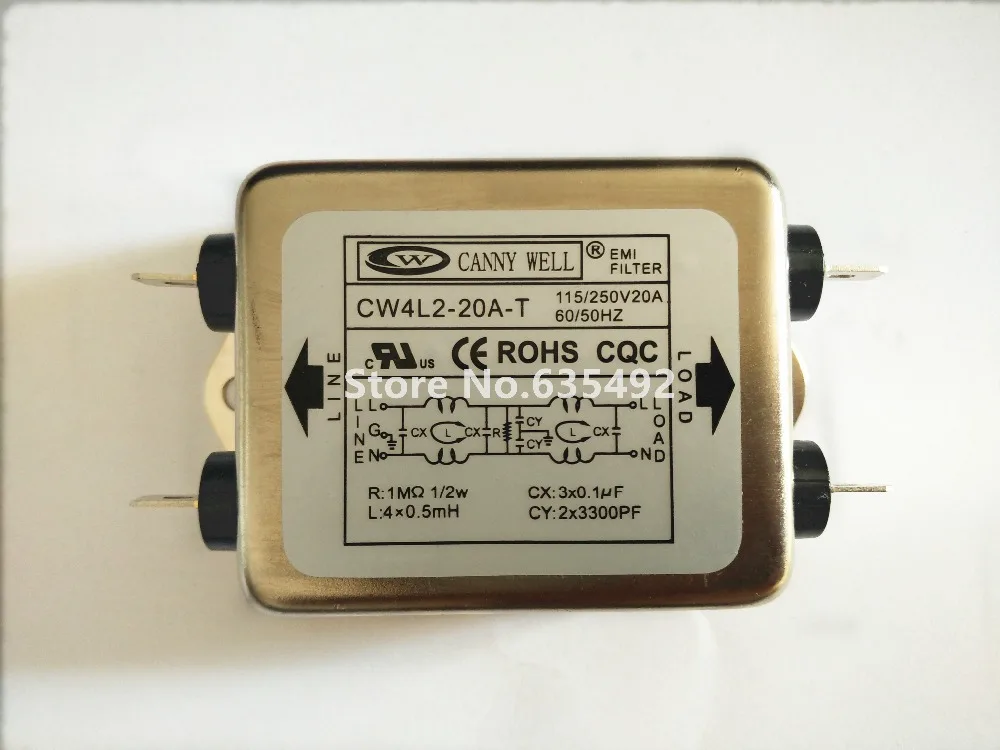 CW CANNY WELL ® EMI
FILTER
CW4L2-20A-T 115/250V20A
60/50HZ
c RU us CE ROHS CQC
LINE
LOAD
Store No.635492
LINE
L
G
N
CX L CX R CY CY L CX
L
N
LOAD
R:1MΩ 1/2w CX:3x0.1μF
L:4×0.5mH CY:2x3300PF